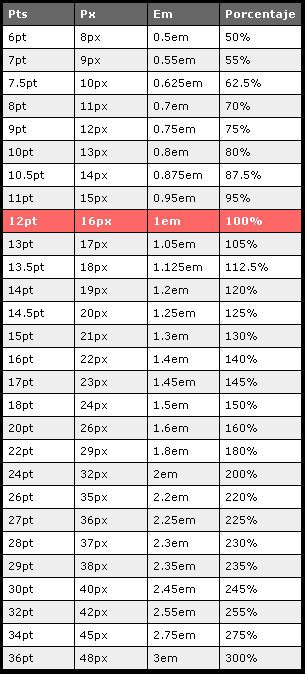 Pts Px Em Porcentaje
6pt 8px 0.5em 50%
7pt 9px 0.55em 55%
7.5pt 10px 0.625em 62.5%
8pt 11px 0.7em 70%
9pt 12px 0.75em 75%
10pt 13px 0.8em 80%
10.5pt 14px 0.875em 87.5%
11pt 15px 0.95em 95%
12pt 16px 1em 100%
13pt 17px 1.05em 105%
13.5pt 18px 1.125em 112.5%
14pt 19px 1.2em 120%
14.5pt 20px 1.25em 125%
15pt 21px 1.3em 130%
16pt 22px 1.4em 140%
17pt 23px 1.45em 145%
18pt 24px 1.5em 150%
20pt 26px 1.6em 160%
22pt 29px 1.8em 180%
24pt 32px 2em 200%
26pt 35px 2.2em 220%
27pt 36px 2.25em 225%
28pt 37px 2.3em 230%
29pt 38px 2.35em 235%
30pt 40px 2.45em 245%
32pt 42px 2.55em 255%
34pt 45px 2.75em 275%
36pt 48px 3em 300%